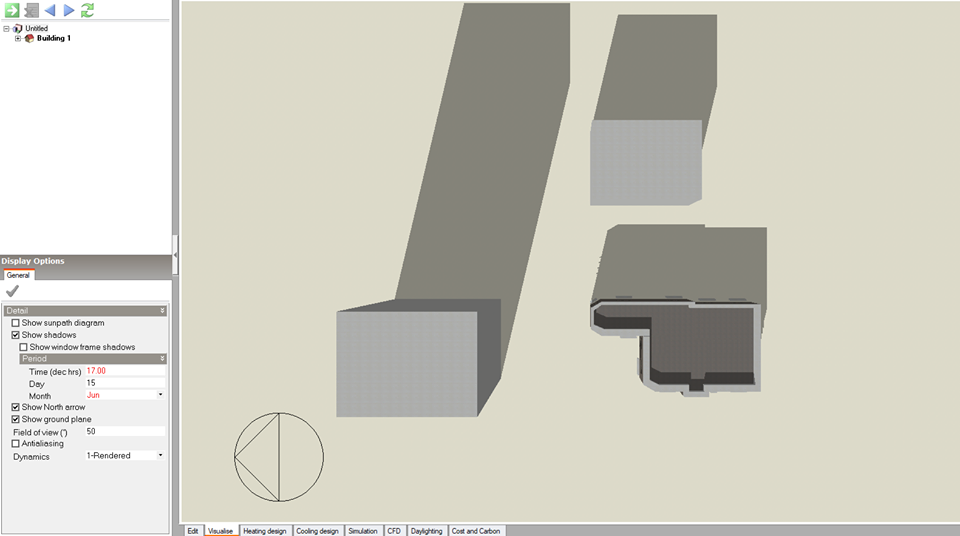 Untitled
Building 1
Display Options
General
Detail
Show sunpath diagram
Show shadows
Show window frame shadows
Period
Time (dec hrs) 17.00
Day 15
Month Jun
Show North arrow
Show ground plane
Field of view (°) 50
Antialiasing
Dynamics 1-Rendered
Edit Visualise Heating design Cooling design Simulation CFD Daylighting Cost and Carbon